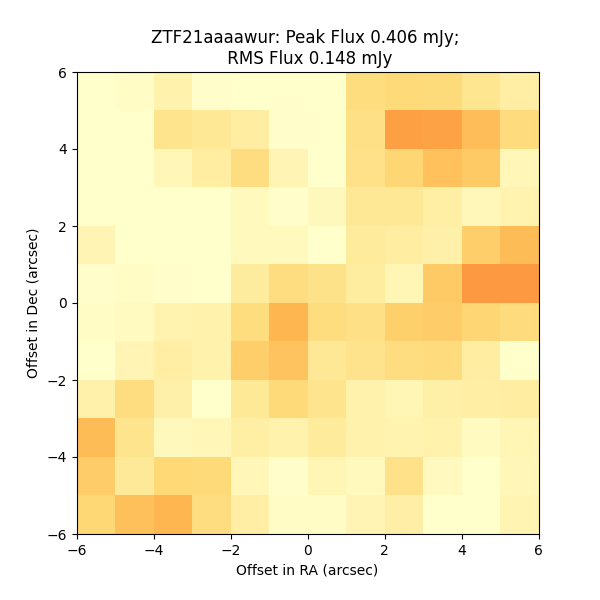 ZTF21aaaawur: Peak Flux 0.406 mJy;
RMS Flux 0.148 mJy
6
4
2
0
−2
−4
−6
Offset in Dec (arcsec)
−6 −4 −2 0 2 4 6
Offset in RA (arcsec)